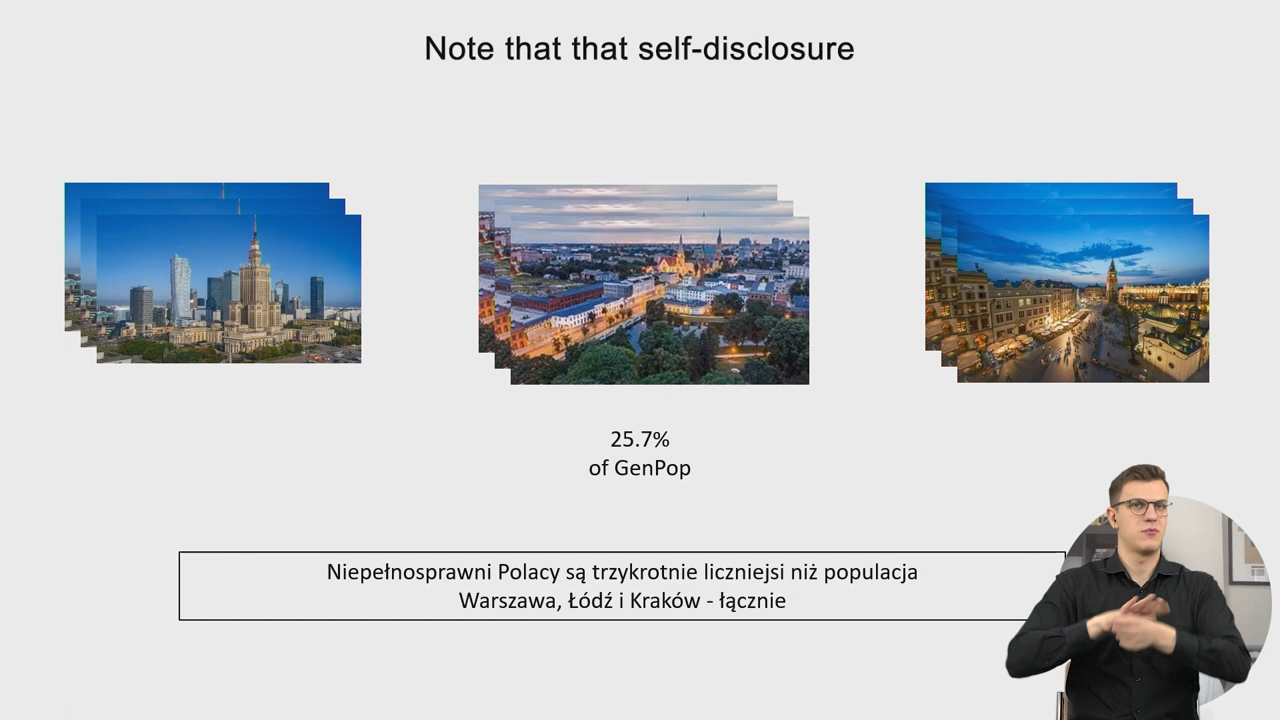 Note that that self-disclosure
25.7%
of GenPop
Niepełnosprawni Polacy są trzykrotnie liczniejsi niż populacja
Warszawa, Łódź i Kraków - łącznie